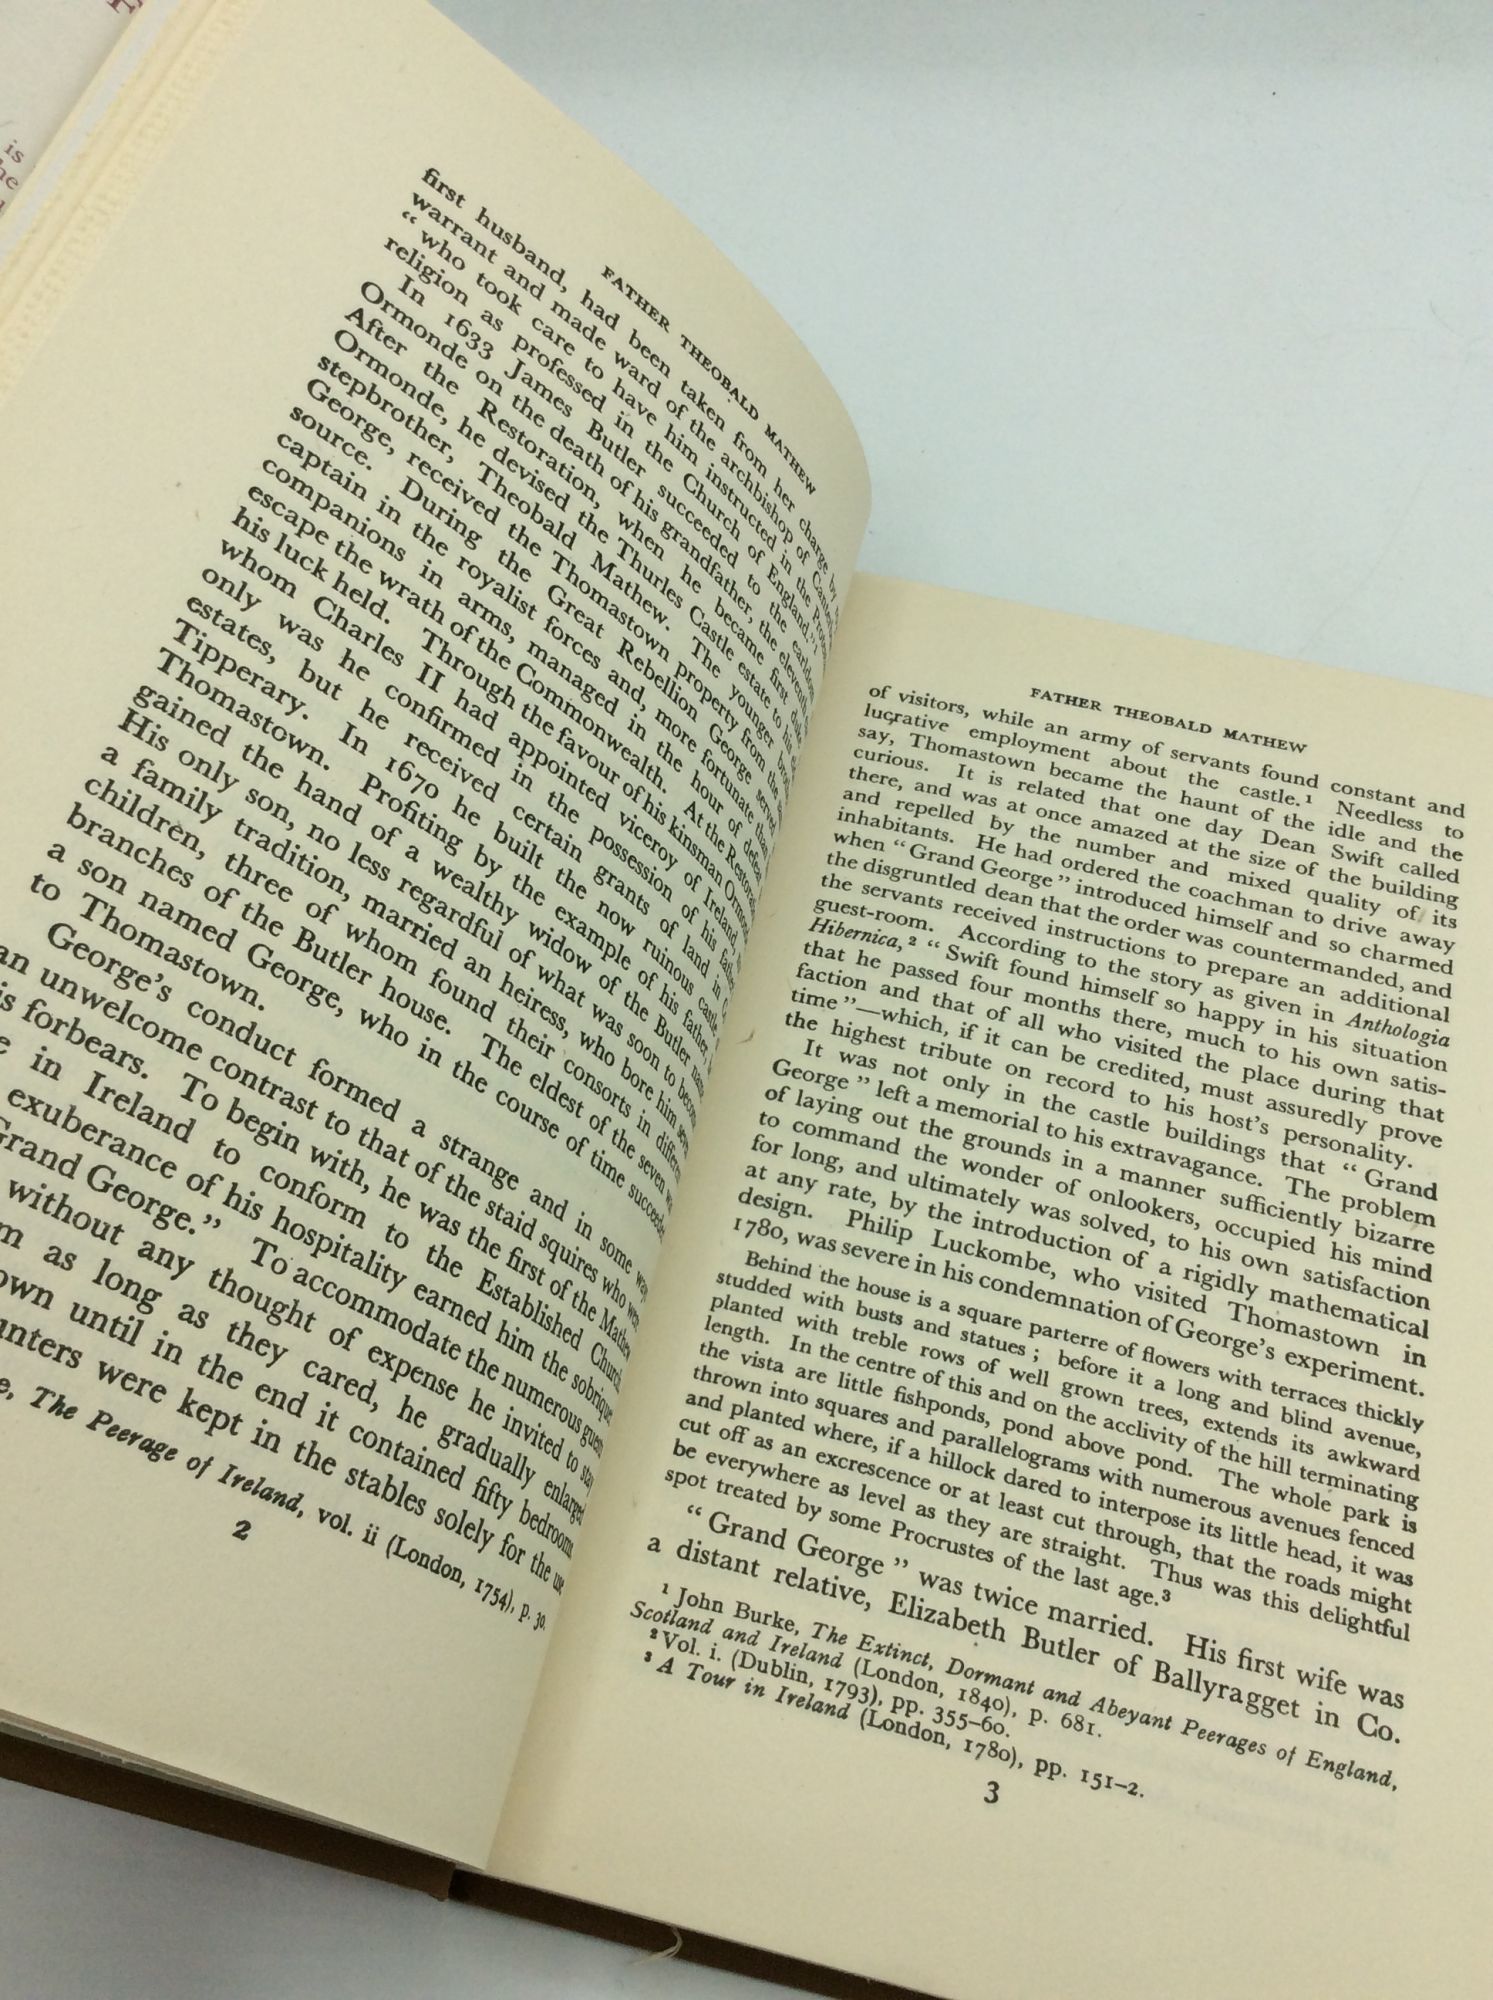 is
he
FATHER THEOBALD MATHEW
first husband, had been taken from her charge by
warrant and made ward of the archbishop of
“ who took care to have him instructed in the
religion as professed in the Church of England.”¹
In 1633 James Butler succeeded to the earldom
Ormonde on the death of his grandfather, the eleventh
After the Restoration, when he became first duke
Ormonde, he devised the Thurles Castle estate to his
stepbrother, Theobald Mathew. The younger
George, received the Thomastown property from the
source. During the Great Rebellion George served
captain in the royalist forces and, more fortunate than
companions in arms, managed in the hour of defeat
escape the wrath of the Commonwealth. At the
his luck held. Through the favour of his kinsman
whom Charles II had appointed viceroy of Ireland,
only was he confirmed in the possession of his
estates, but he received certain grants of land in
Tipperary. In 1670 he built the now ruinous castle
Thomastown. Profiting by the example of his father,
gained the hand of a wealthy widow of the Butler
His only son, no less regardful of what was soon to
a family tradition, married an heiress, who bore him
children, three of whom found their consorts in
branches of the Butler house. The eldest of the seven
a son named George, who in the course of time
to Thomastown.
George’s conduct formed a strange and in some
an unwelcome contrast to that of the staid squires who were
forbears. To begin with, he was the first of the
in Ireland to conform to the Established
exuberance of his hospitality earned him the
Grand George.” To accommodate the numerous
without any thought of expense he invited to
as long as they cared, he gradually
until in the end it contained fifty
were kept in the stables solely for the
The Peerage of Ireland, vol. ii (London, 1754), p. 30.
2
FATHER THEOBALD MATHEW
of visitors, while an army of servants found constant and
lucrative employment about the castle.¹ Needless to
say, Thomastown became the haunt of the idle and the
curious. It is related that one day Dean Swift called
there, and was at once amazed at the size of the building
and repelled by the number and mixed quality of its
inhabitants. He had ordered the coachman to drive away
when “ Grand George ” introduced himself and so charmed
the disgruntled dean that the order was countermanded, and
the servants received instructions to prepare an additional
guest-room. According to the story as given in Anthologia
Hibernica,² “ Swift found himself so happy in his situation
that he passed four months there, much to his own satis-
faction and that of all who visited the place during that
time ”—which, if it can be credited, must assuredly prove
the highest tribute on record to his host’s personality.
It was not only in the castle buildings that “ Grand
George ” left a memorial to his extravagance. The problem
of laying out the grounds in a manner sufficiently bizarre
to command the wonder of onlookers, occupied his mind
for long, and ultimately was solved, to his own satisfaction
at any rate, by the introduction of a rigidly mathematical
design. Philip Luckombe, who visited Thomastown in
1780, was severe in his condemnation of George’s experiment.
Behind the house is a square parterre of flowers with terraces thickly
studded with busts and statues ; before it a long and blind avenue,
planted with treble rows of well grown trees, extends its awkward
length. In the centre of this and on the acclivity of the hill terminating
the vista are little fishponds, pond above pond. The whole park is
thrown into squares and parallelograms with numerous avenues fenced
and planted where, if a hillock dared to interpose its little head, it was
cut off as an excrescence or at least cut through, that the roads might
be everywhere as level as they are straight. Thus was this delightful
spot treated by some Procrustes of the last age.³
“ Grand George ” was twice married. His first wife was
a distant relative, Elizabeth Butler of Ballyragget in Co.
¹ John Burke, The Extinct, Dormant and Abeyant Peerages of England,
Scotland and Ireland (London, 1840), p. 681.
² Vol. i. (Dublin, 1793), pp. 355–60.
³ A Tour in Ireland (London, 1780), pp. 151–2.
3